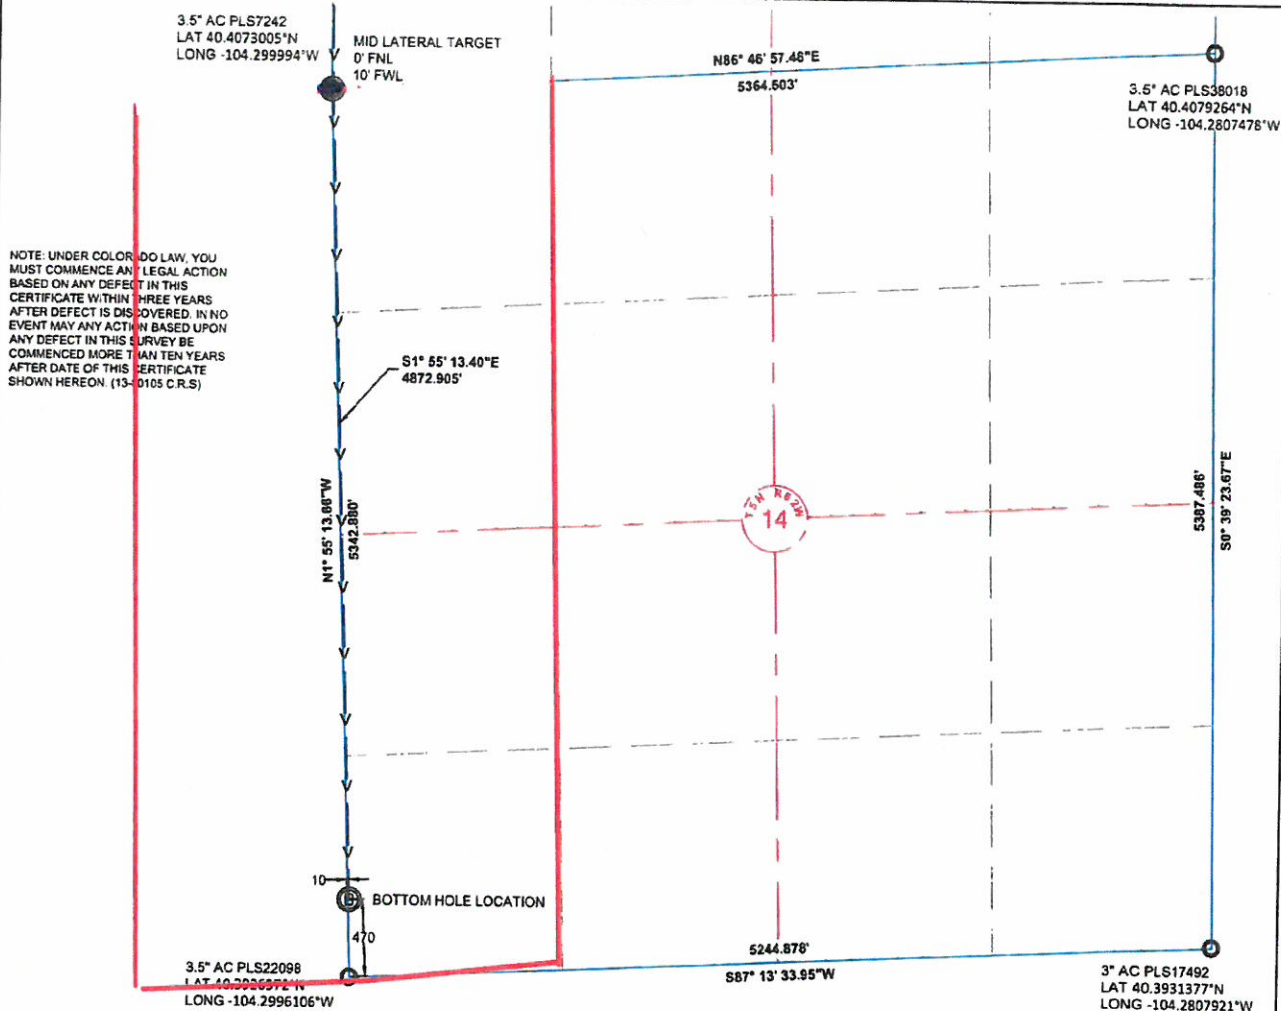 3.5" AC PLS7242
LAT 40.4073005°N
LONG -104.299994°W
MID LATERAL TARGET
0' FNL
10' FWL
N86° 46' 57.46"E
5364.503'
3.5" AC PLS38018
LAT 40.4079264°N
LONG -104.2807478°W
NOTE: UNDER COLORADO LAW, YOU
MUST COMMENCE ANY LEGAL ACTION
BASED ON ANY DEFECT IN THIS
CERTIFICATE WITHIN THREE YEARS
AFTER DEFECT IS DISCOVERED. IN NO
EVENT MAY ANY ACTION BASED UPON
ANY DEFECT IN THIS SURVEY BE
COMMENCED MORE THAN TEN YEARS
AFTER DATE OF THIS CERTIFICATE
SHOWN HEREON. C.R.S)
S1° 55' 13.40"E
4872.905'
N1° 55' 13.86"W
5342.880'
T5N R62W
14
5387.486'
S0° 39' 23.67"E
10
B
BOTTOM HOLE LOCATION
470
3.5" AC PLS22098
LAT
LONG -104.2996106°W
5244.878'
S87° 13' 33.95"W
3" AC PLS17492
LAT 40.3931377°N
LONG -104.2807921°W